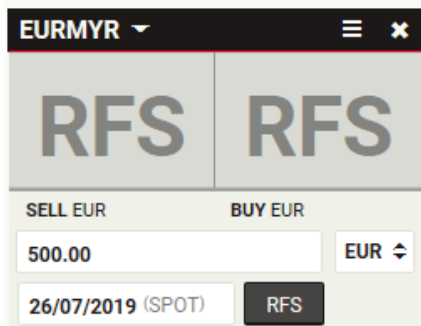 EURMYR
RFS RFS
SELL EUR BUY EUR
500.00 EUR
26/07/2019 (SPOT) RFS